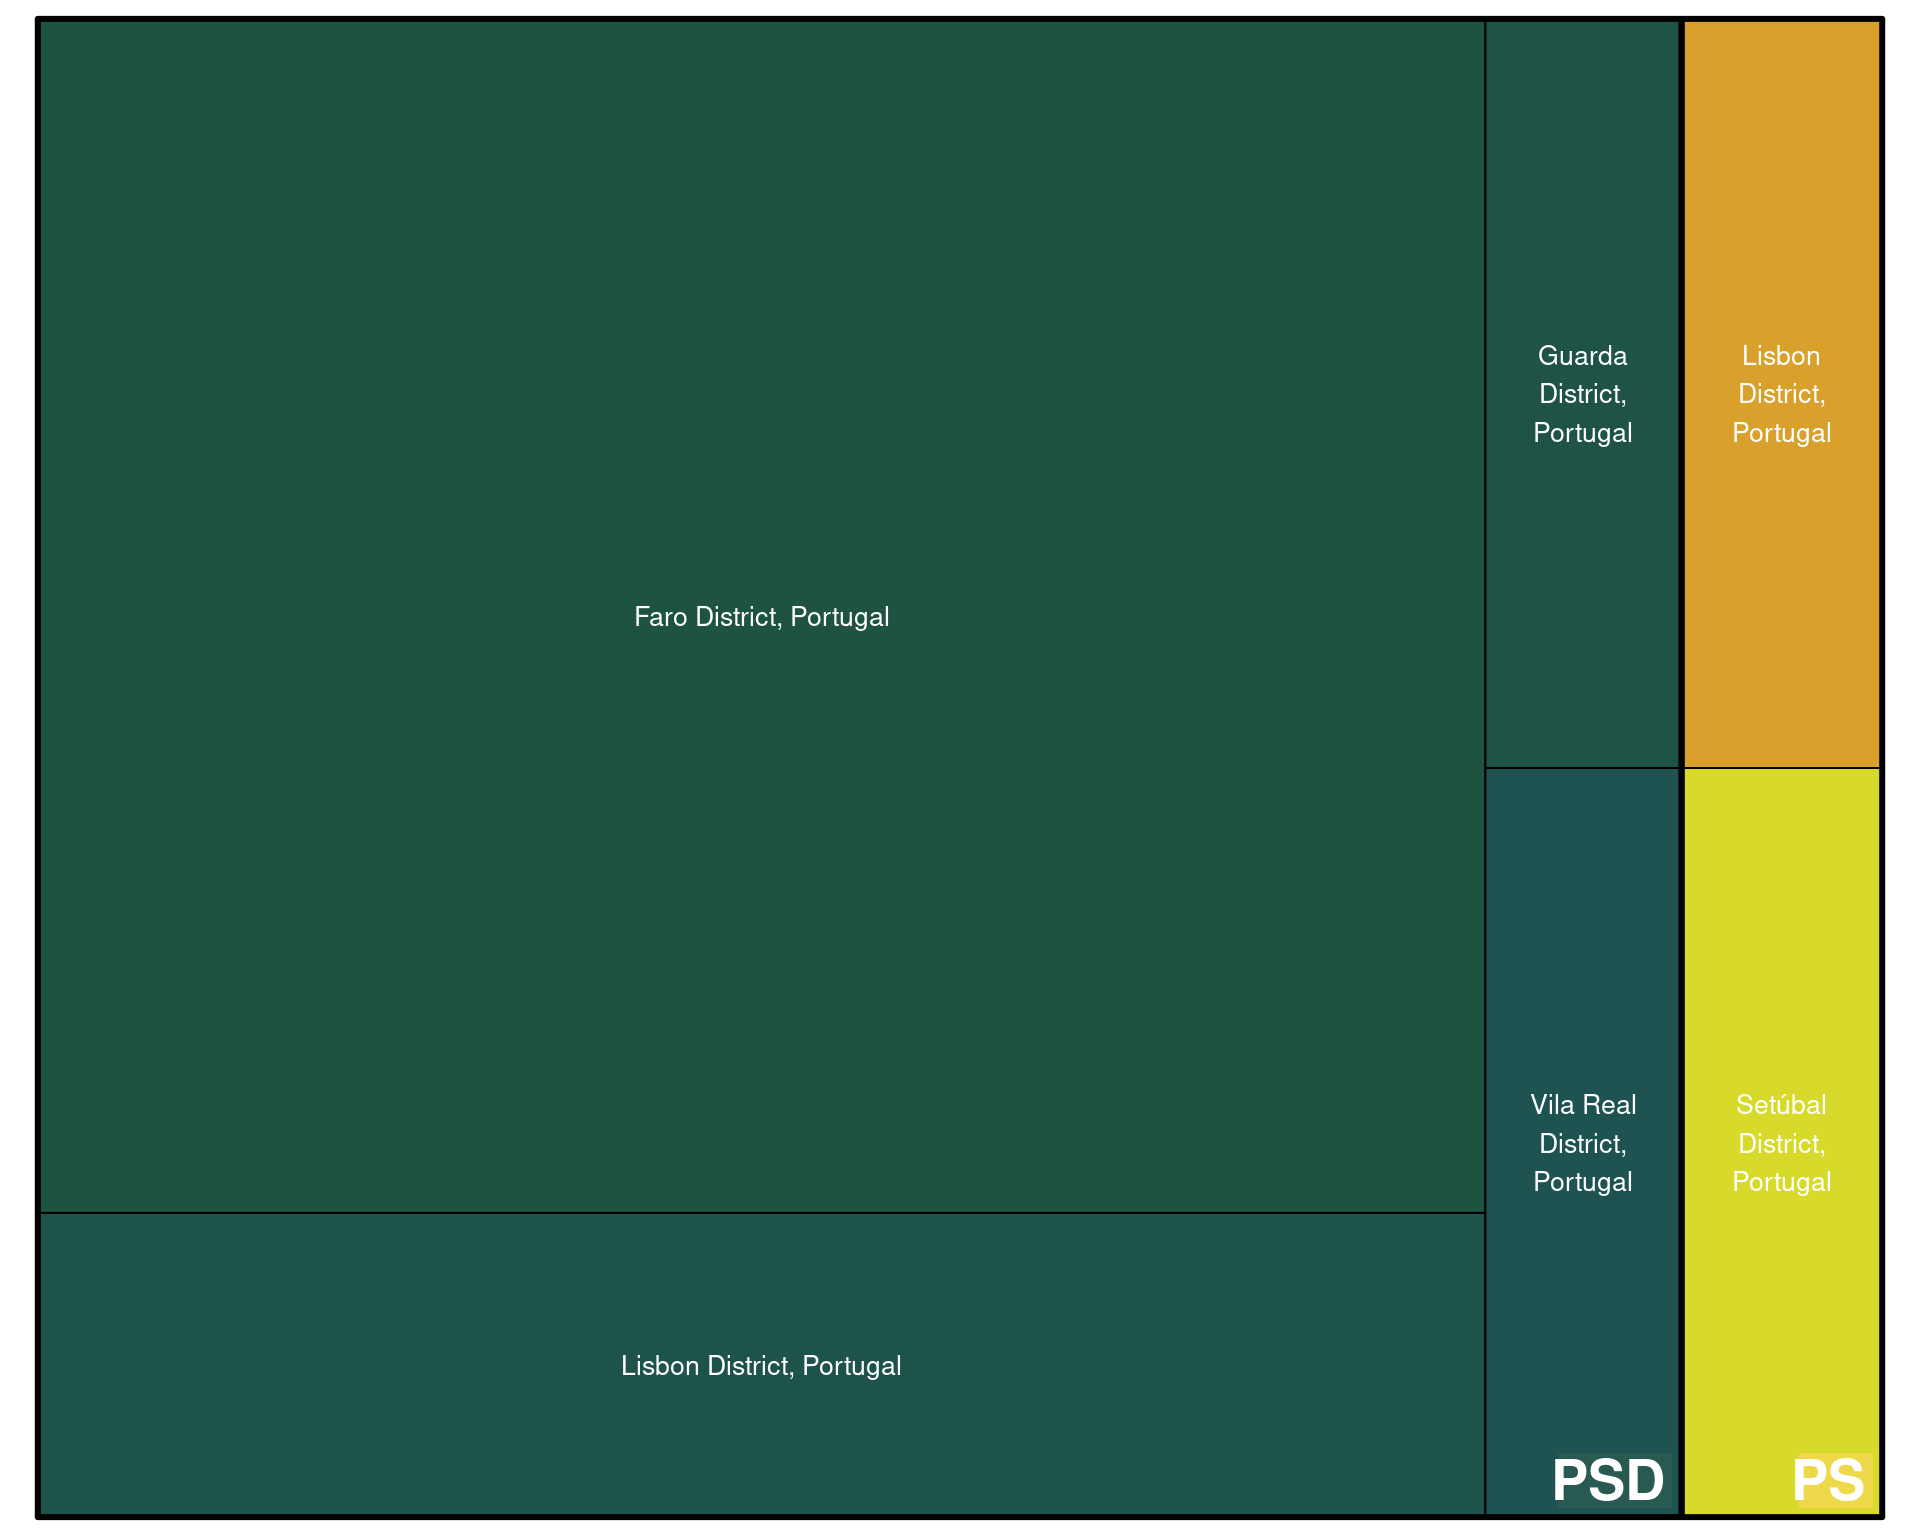 Faro District, Portugal
Lisbon District, Portugal
Guarda
District,
Portugal
Vila Real
District,
Portugal
PSD
Lisbon
District,
Portugal
Setúbal
District,
Portugal
PS